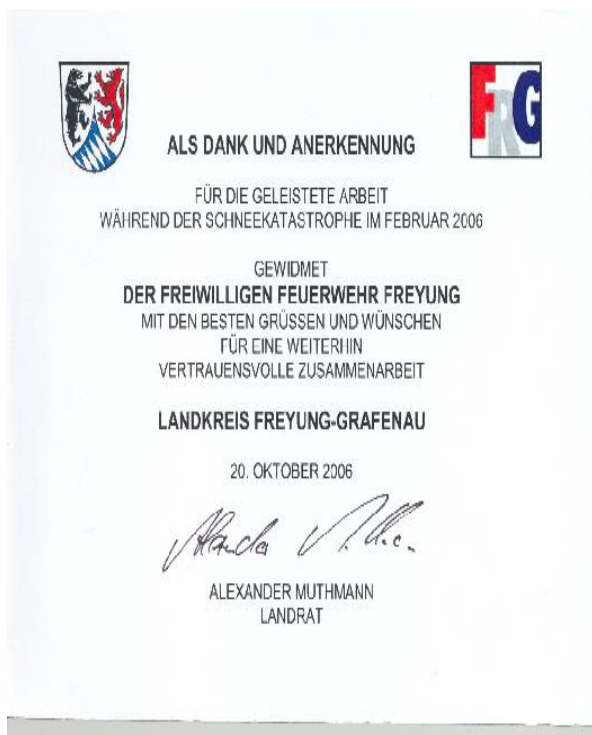 FRG
ALS DANK UND ANERKENNUNG
FÜR DIE GELEISTETE ARBEIT
WÄHREND DER SCHNEEKATASTROPHE IM FEBRUAR 2006
GEWIDMET
DER FREIWILLIGEN FEUERWEHR FREYUNG
MIT DEN BESTEN GRÜSSEN UND WÜNSCHEN
FÜR EINE WEITERHIN
VERTRAUENSVOLLE ZUSAMMENARBEIT
LANDKREIS FREYUNG-GRAFENAU
20. OKTOBER 2006
ALEXANDER MUTHMANN
LANDRAT